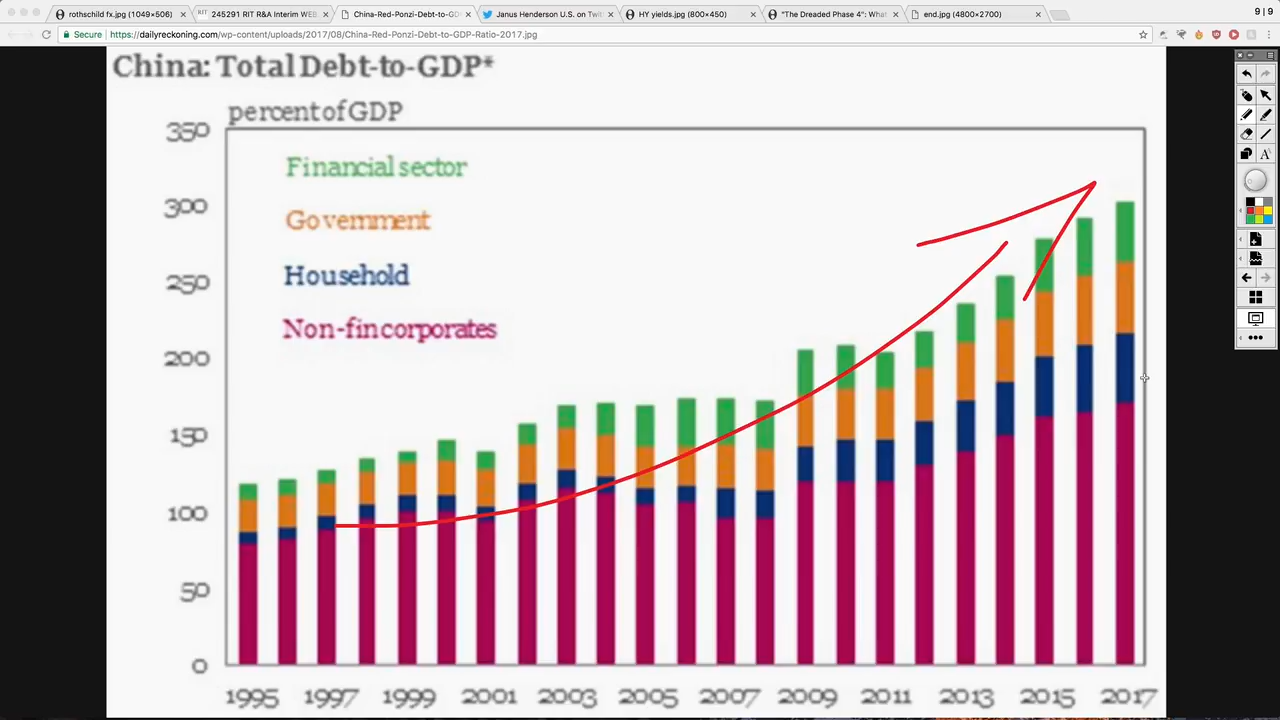 rothschild fx.jpg (1049×506)
245291 RIT R&A Interim WEB
China-Red-Ponzi-Debt-to-GD
Janus Henderson U.S. on Twit
HY yields.jpg (800×450)
"The Dreaded Phase 4": What
end.jpg (4800×2700)
9 | 9
Secure
https://dailyreckoning.com/wp-content/uploads/2017/08/China-Red-Ponzi-Debt-to-GDP-Ratio-2017.jpg
China: Total Debt-to-GDP*
percent of GDP
350
Financial sector
300
Government
250
Household
Non-fin corporates
200
150
100
50
0
1995 1997 1999 2001 2003 2005 2007 2009 2011 2013 2015 2017
A